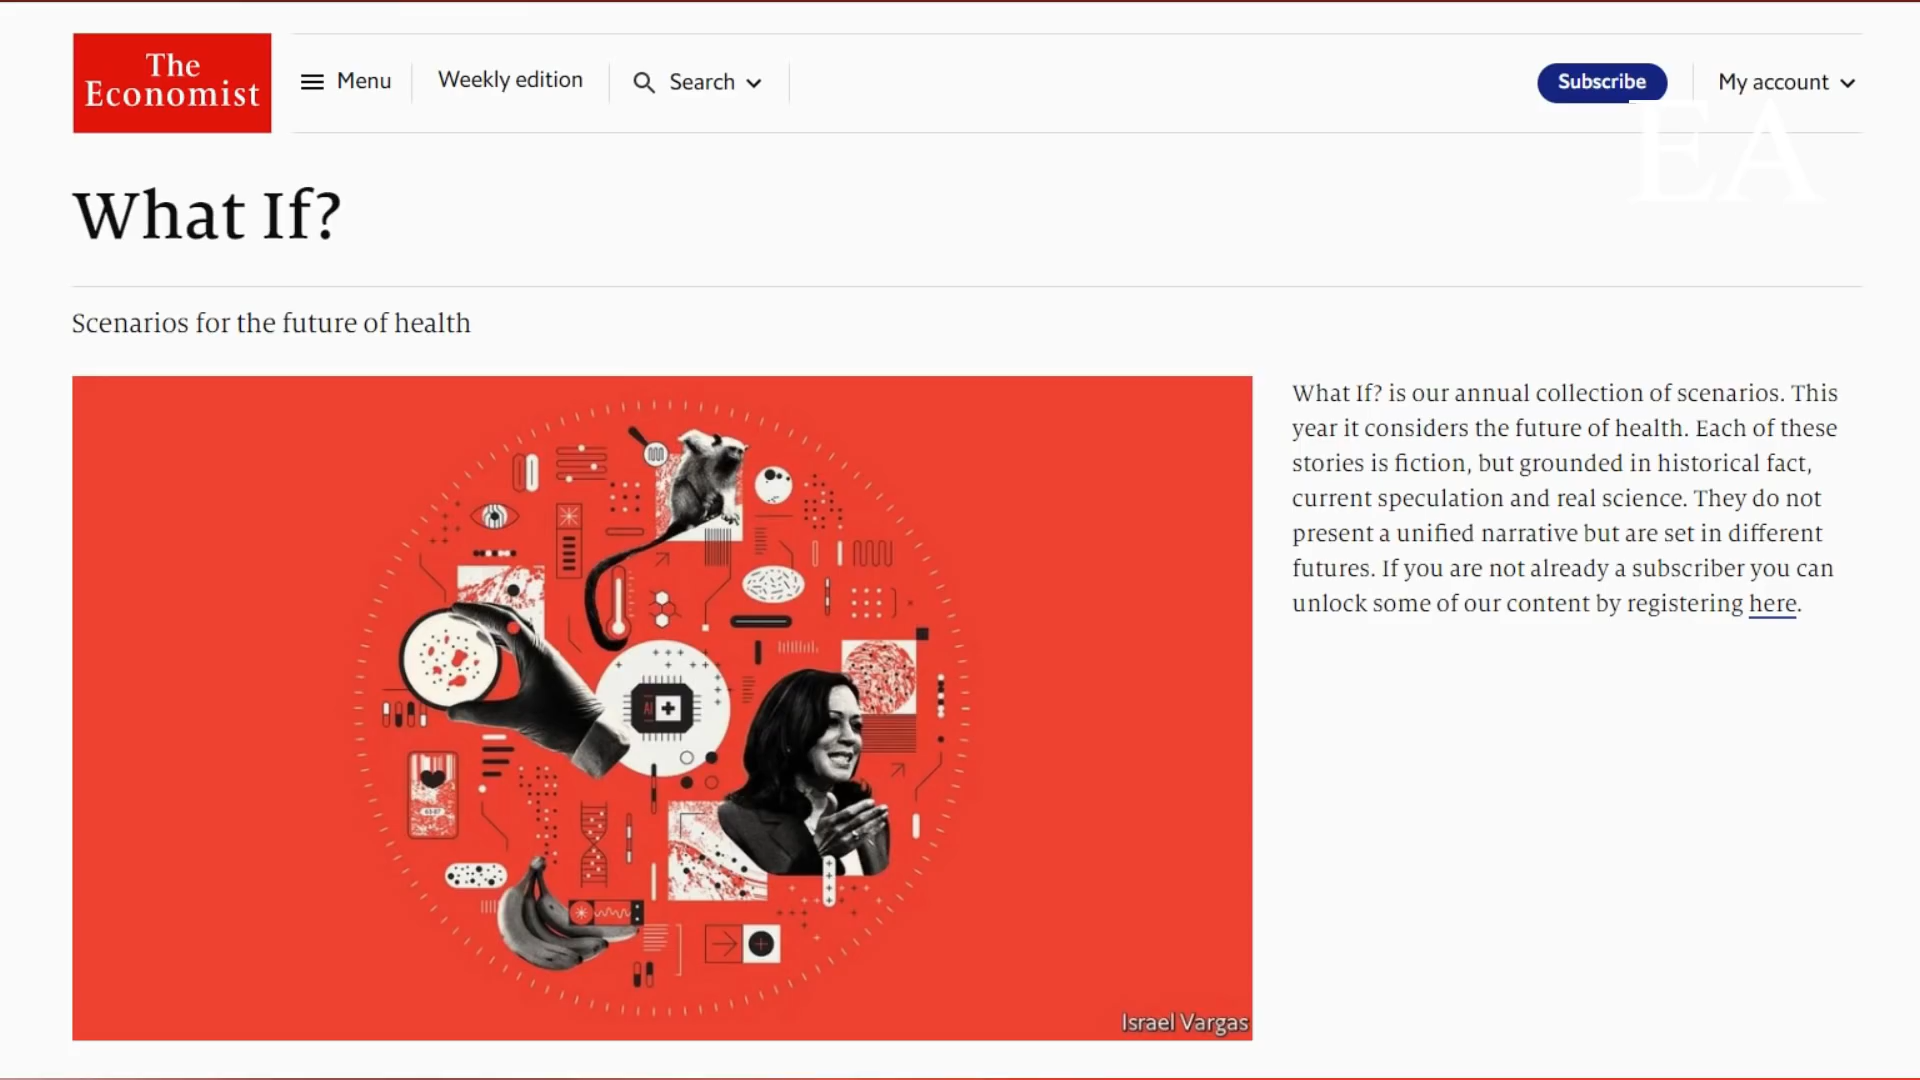 The
Economist
Menu
Weekly edition
Search
Subscribe
My account
EA
What If?
Scenarios for the future of health
What If? is our annual collection of scenarios. This
year it considers the future of health. Each of these
stories is fiction, but grounded in historical fact,
current speculation and real science. They do not
present a unified narrative but are set in different
futures. If you are not already a subscriber you can
unlock some of our content by registering here.
AI
Israel Vargas